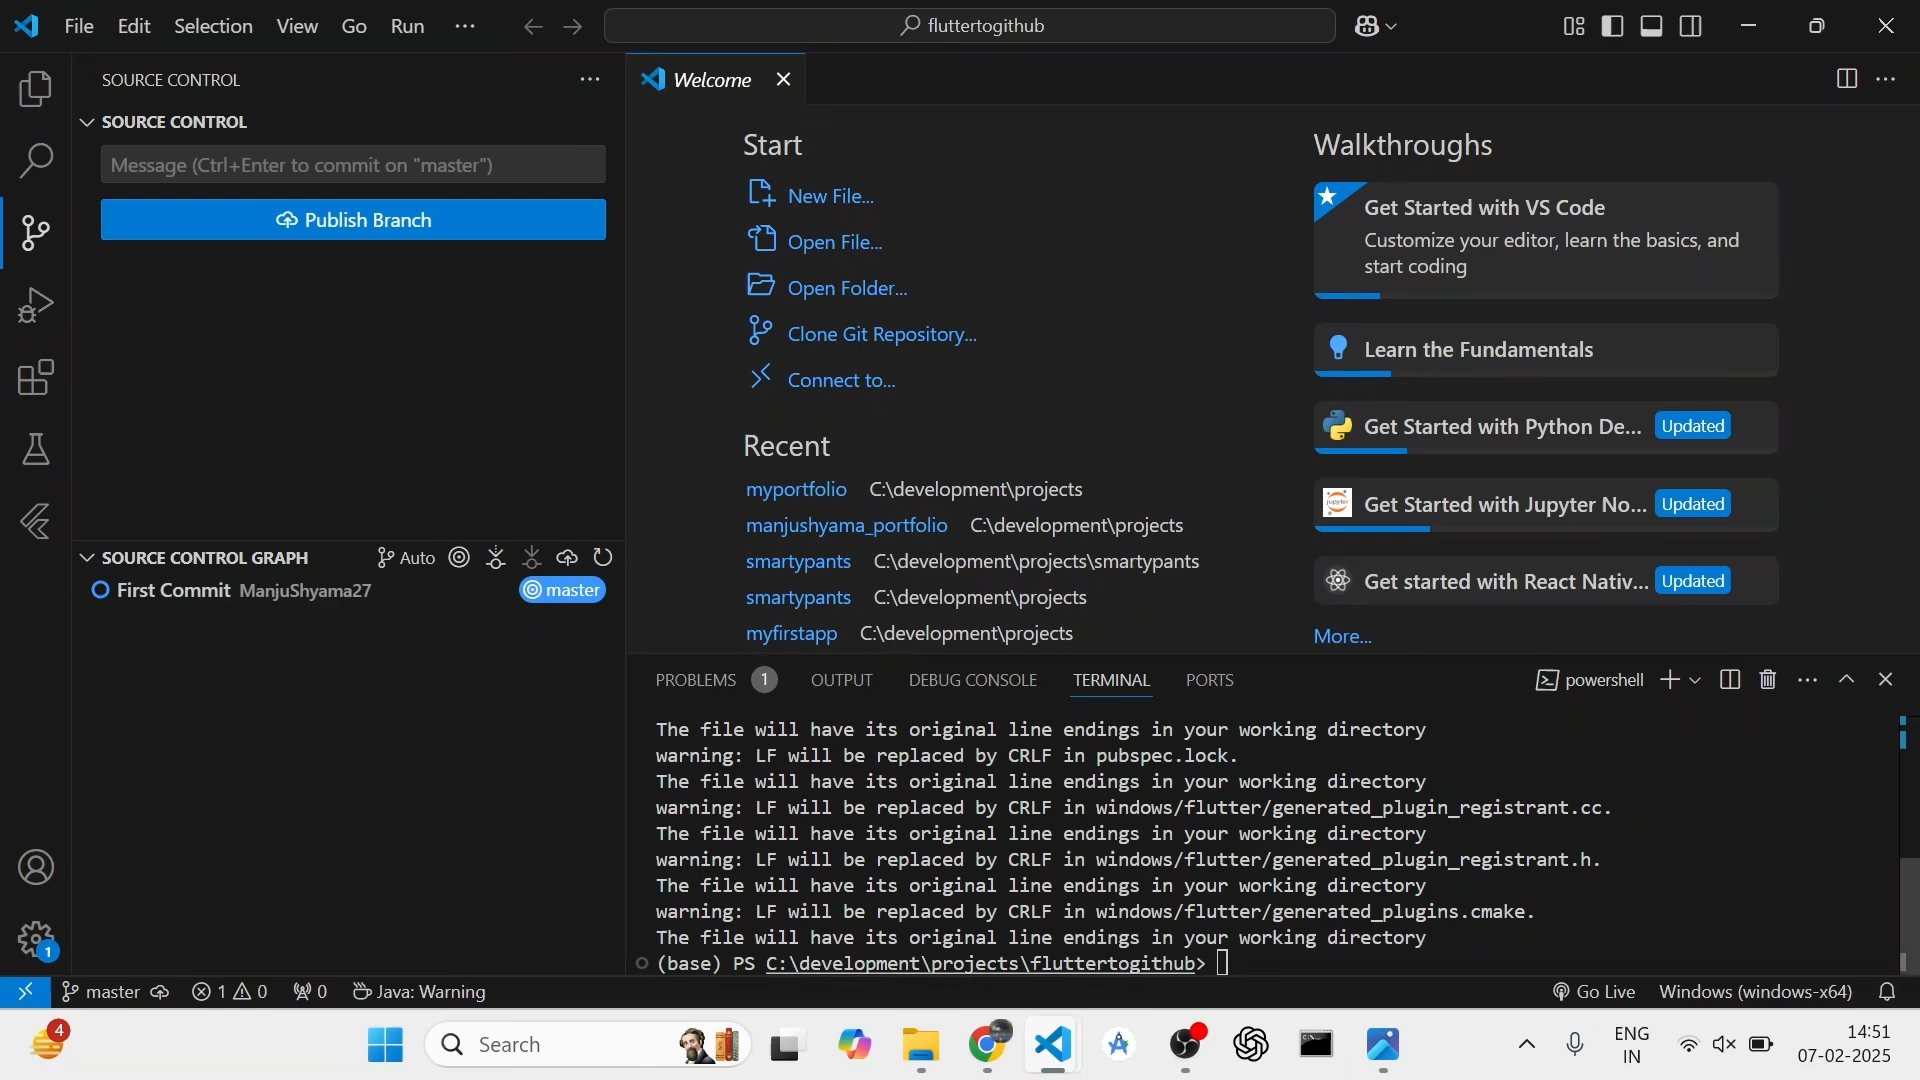 File Edit Selection View Go Run ···
fluttertogithub
SOURCE CONTROL
SOURCE CONTROL
Message (Ctrl+Enter to commit on "master")
Publish Branch
SOURCE CONTROL GRAPH
Auto
First Commit ManjuShyama27
master
Welcome
Start
New File...
Open File...
Open Folder...
Clone Git Repository...
Connect to...
Recent
myportfolio C:\development\projects
manjushyama_portfolio C:\development\projects
smartypants C:\development\projects\smartypants
smartypants C:\development\projects
myfirstapp C:\development\projects
Walkthroughs
Get Started with VS Code
Customize your editor, learn the basics, and
start coding
Learn the Fundamentals
Get Started with Python De... Updated
Get Started with Jupyter No... Updated
Get started with React Nativ... Updated
More...
PROBLEMS 1 OUTPUT DEBUG CONSOLE TERMINAL PORTS
powershell
The file will have its original line endings in your working directory
warning: LF will be replaced by CRLF in pubspec.lock.
The file will have its original line endings in your working directory
warning: LF will be replaced by CRLF in windows/flutter/generated_plugin_registrant.cc.
The file will have its original line endings in your working directory
warning: LF will be replaced by CRLF in windows/flutter/generated_plugin_registrant.h.
The file will have its original line endings in your working directory
warning: LF will be replaced by CRLF in windows/flutter/generated_plugins.cmake.
The file will have its original line endings in your working directory
(base) PS C:\development\projects\fluttertogithub>
1
master 1 0 0 Java: Warning
Go Live Windows (windows-x64)
4
Search
ENG
IN
14:51
07-02-2025